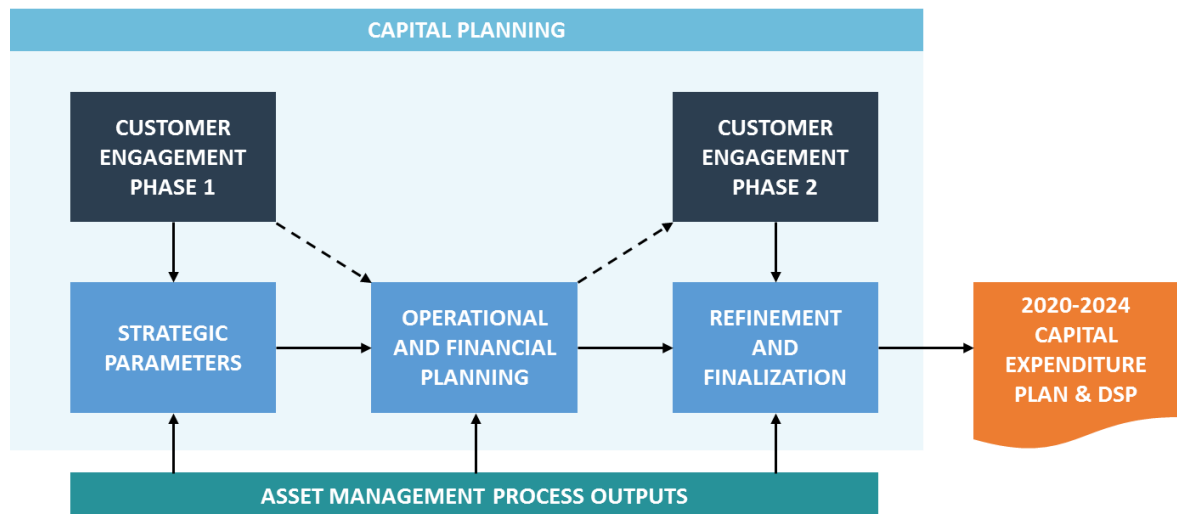 CAPITAL PLANNING
CUSTOMER
ENGAGEMENT
PHASE 1
CUSTOMER
ENGAGEMENT
PHASE 2
STRATEGIC
PARAMETERS
OPERATIONAL
AND FINANCIAL
PLANNING
REFINEMENT
AND
FINALIZATION
2020-2024
CAPITAL
EXPENDITURE
PLAN & DSP
ASSET MANAGEMENT PROCESS OUTPUTS